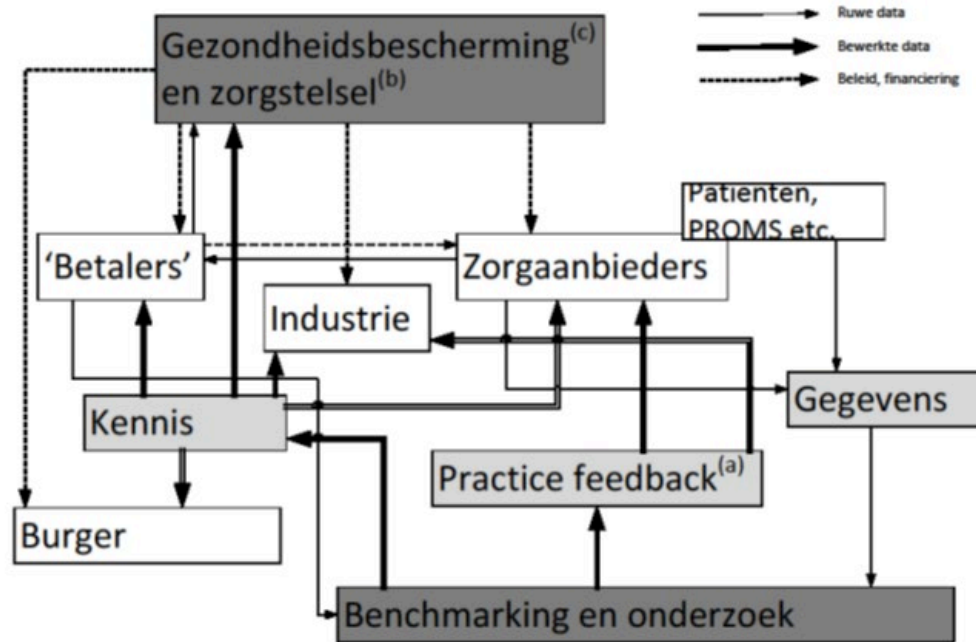 Ruwe data
Bewerkte data
Beleid, financiering
Gezondheidsbescherming(c)
en zorgstelsel(b)
Patiënten,
PROMS etc.
‘Betalers’
Zorgaanbieders
Industrie
Gegevens
Kennis
Practice feedback(a)
Burger
Benchmarking en onderzoek